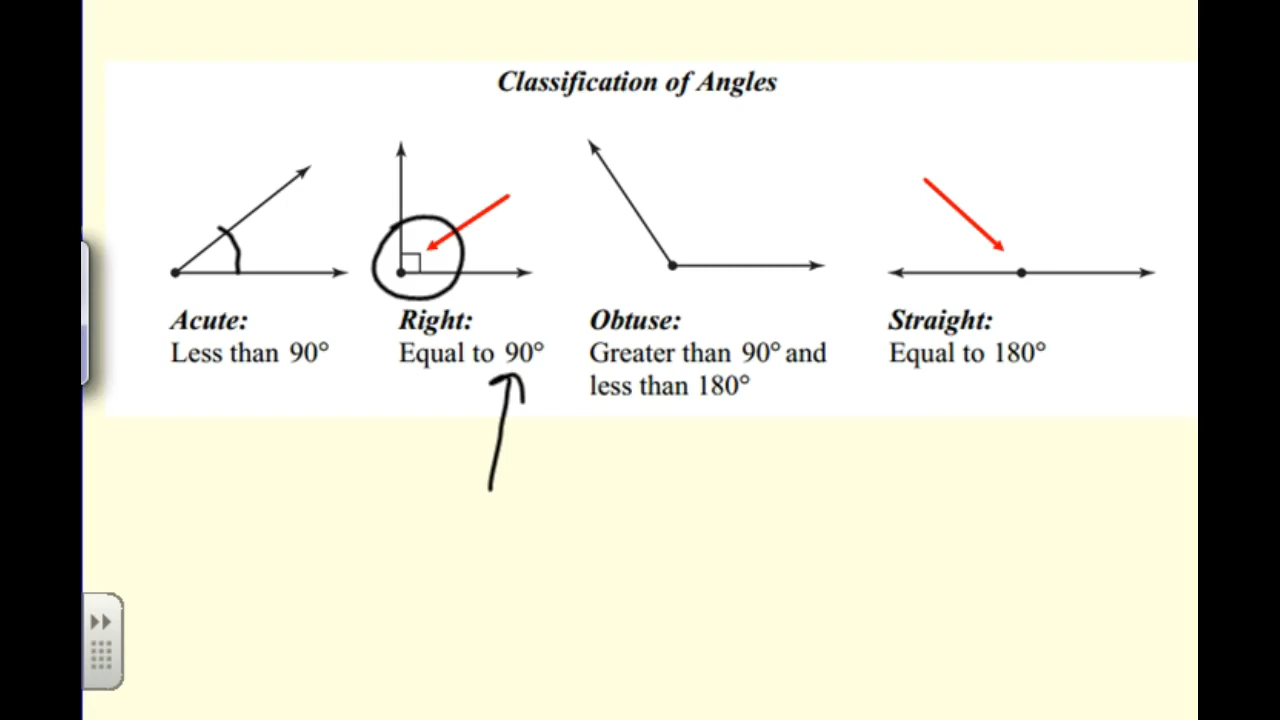 Classification of Angles
Acute:
Less than 90°
Right:
Equal to 90°
Obtuse:
Greater than 90° and
less than 180°
Straight:
Equal to 180°